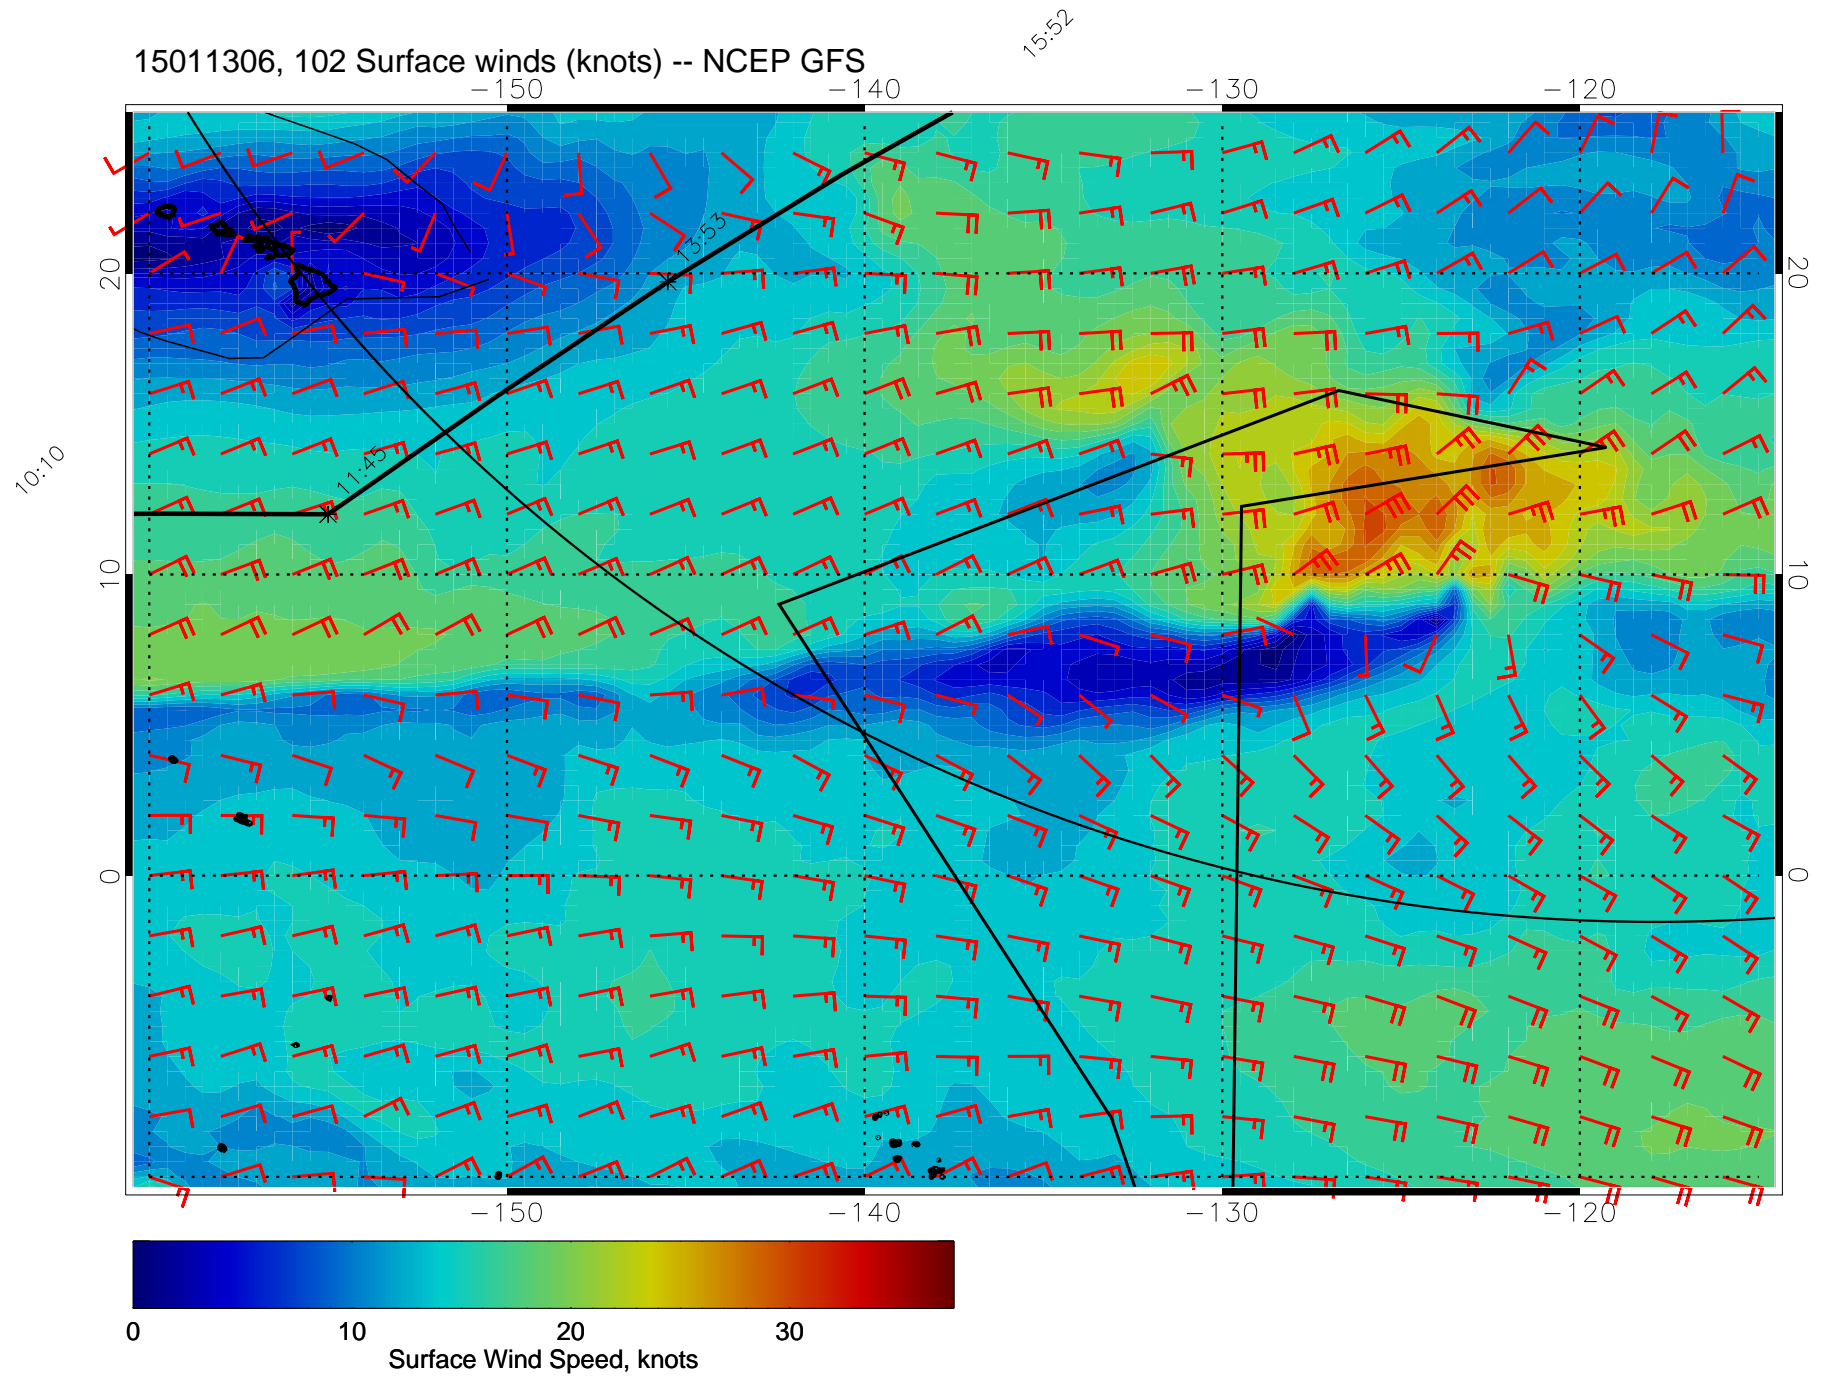 15:52
15011306, 102 Surface winds (knots) -- NCEP GFS
-150 -140 -130 -120
13:53
20 20
11:45
10:10
10 10
0 0
-150 -140 -130 -120
0 10 20 30
Surface Wind Speed, knots